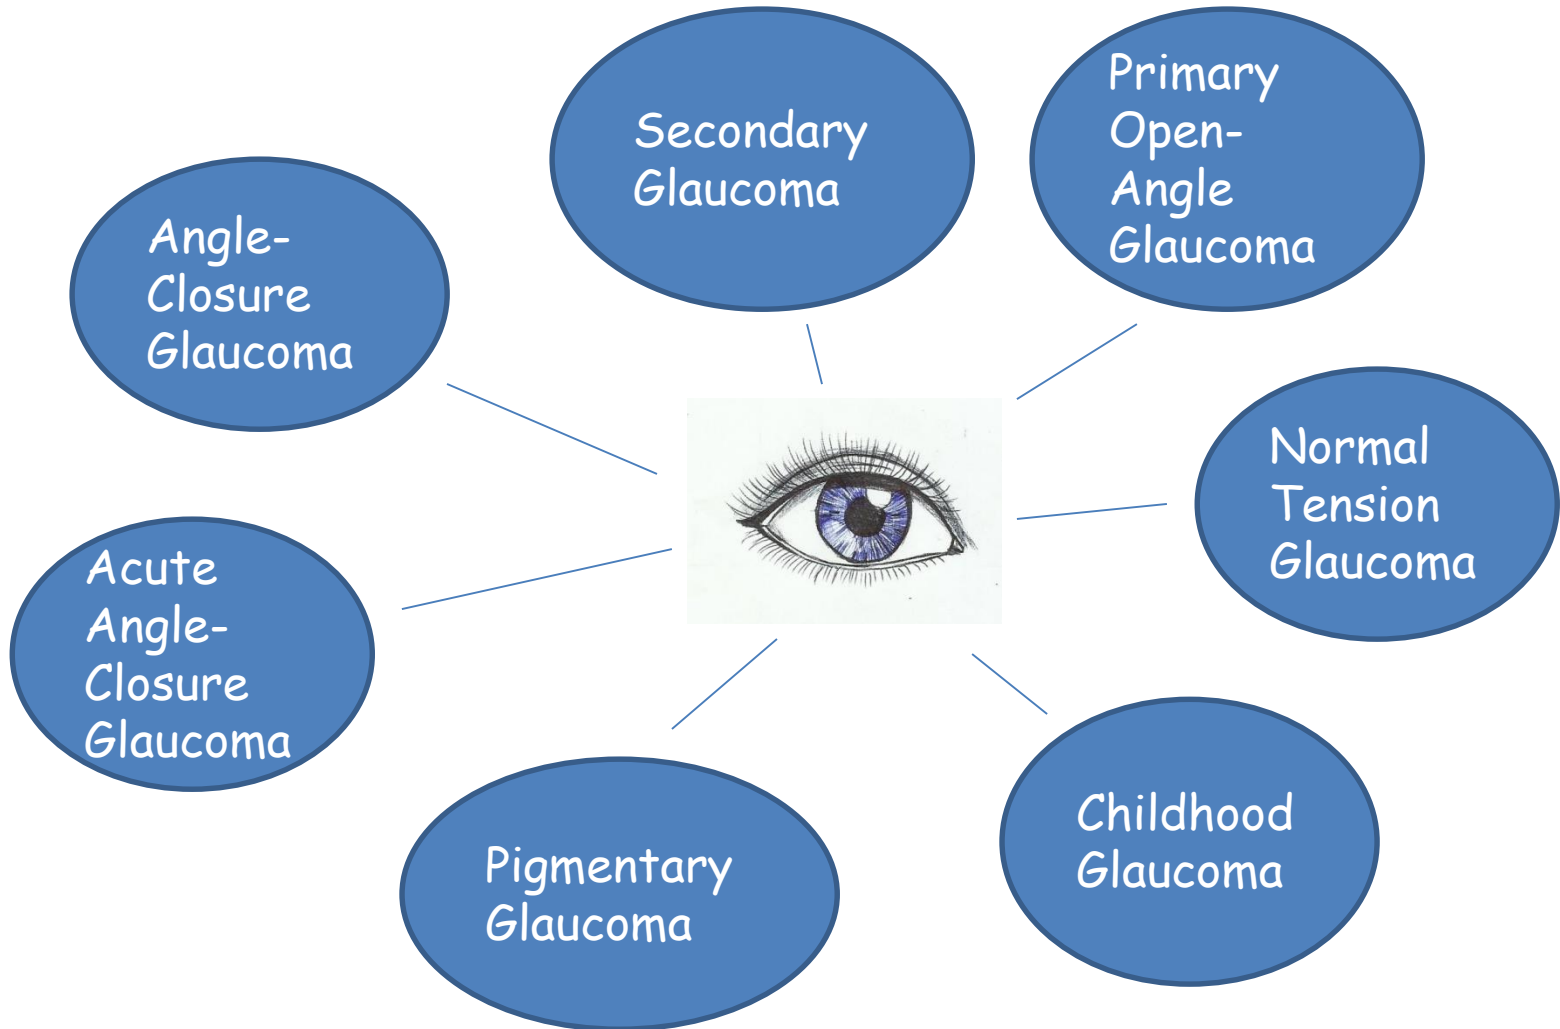 Secondary
Glaucoma
Primary
Open-
Angle
Glaucoma
Angle-
Closure
Glaucoma
Normal
Tension
Glaucoma
Acute
Angle-
Closure
Glaucoma
Childhood
Glaucoma
Pigmentary
Glaucoma